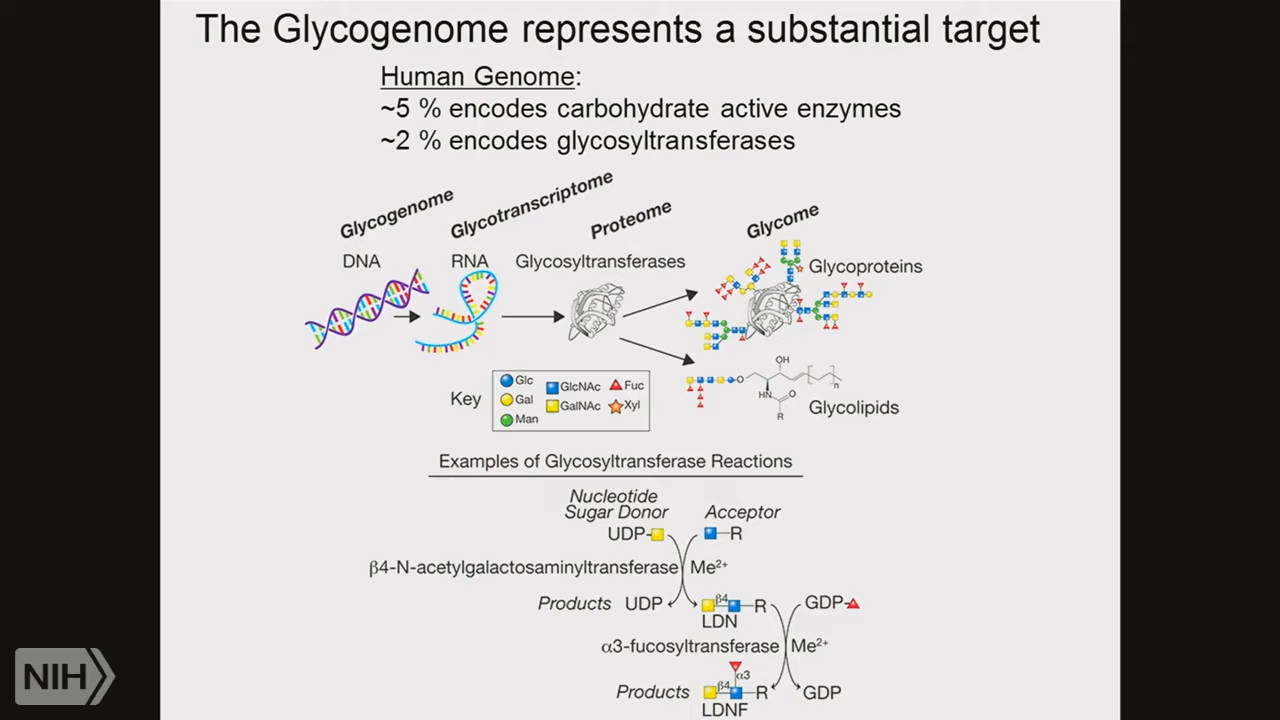 The Glycogenome represents a substantial target
Human Genome:
~5 % encodes carbohydrate active enzymes
~2 % encodes glycosyltransferases
Glycogenome
Glycotranscriptome
Proteome
Glycome
DNA
RNA
Glycosyltransferases
Glycoproteins
OH
O
HN
O
R
n
Glycolipids
Key
Glc
GlcNAc
Fuc
Gal
GalNAc
Xyl
Man
Examples of Glycosyltransferase Reactions
Nucleotide
Sugar Donor
Acceptor
UDP-
-R
β4-N-acetylgalactosaminyltransferase
Me²⁺
Products UDP
β4
-R
GDP-
LDN
α3-fucosyltransferase
Me²⁺
α3
Products
β4
-R
GDP
LDNF
NIH